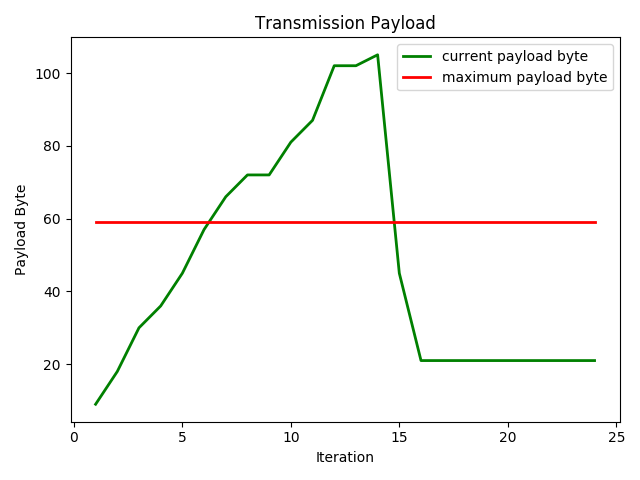 Transmission Payload
current payload byte
maximum payload byte
100
80
60
40
20
Payload Byte
0 5 10 15 20 25
Iteration